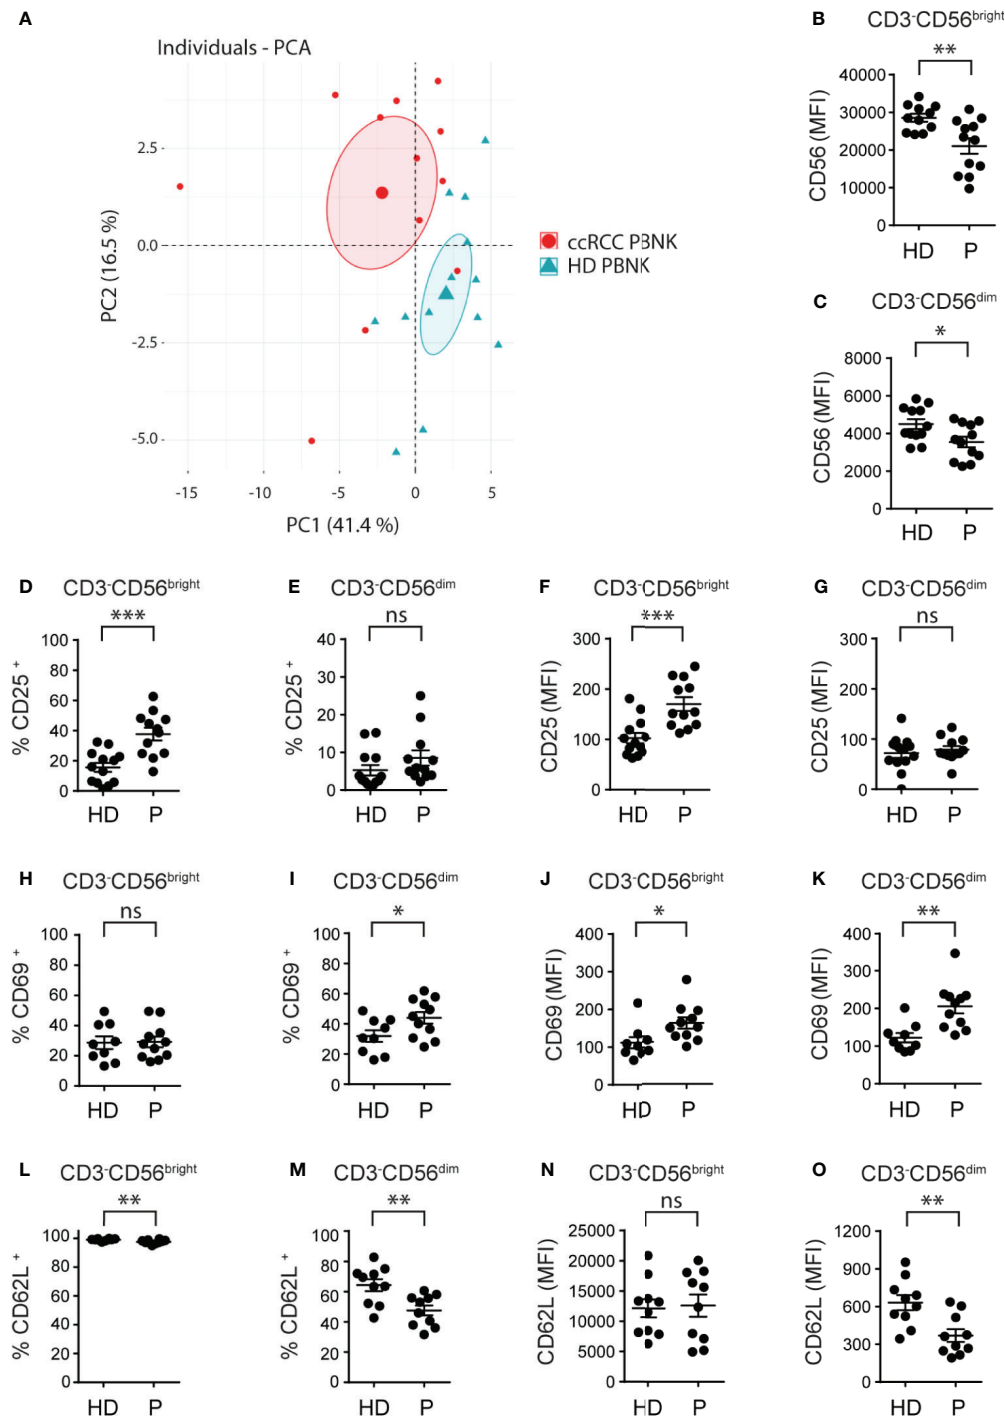 A
Individuals - PCA
2.5
0.0
-2.5
-5.0
-15 -10 -5 0 5
PC1 (41.4 %)
PC2 (16.5 %)
ccRCC PBNK
HD PBNK
B CD3-CD56bright
**
CD56 (MFI)
40000
30000
20000
10000
0
HD P
C CD3-CD56dim
*
CD56 (MFI)
8000
6000
4000
2000
0
HD P
D CD3-CD56bright
***
% CD25+
100
80
60
40
20
0
HD P
E CD3-CD56dim
ns
% CD25+
40
30
20
10
0
HD P
F CD3-CD56bright
***
CD25 (MFI)
300
200
100
0
HD P
G CD3-CD56dim
ns
CD25 (MFI)
300
200
100
0
HD P
H CD3-CD56bright
ns
% CD69+
100
80
60
40
20
0
HD P
I CD3-CD56dim
*
% CD69+
100
80
60
40
20
0
HD P
J CD3-CD56bright
*
CD69 (MFI)
400
300
200
100
0
HD P
K CD3-CD56dim
**
CD69 (MFI)
400
300
200
100
0
HD P
L CD3-CD56bright
**
% CD62L+
100
80
60
40
20
0
HD P
M CD3-CD56dim
**
% CD62L+
100
80
60
40
20
0
HD P
N CD3-CD56bright
ns
CD62L (MFI)
25000
20000
15000
10000
5000
0
HD P
O CD3-CD56dim
**
CD62L (MFI)
1200
900
600
300
0
HD P